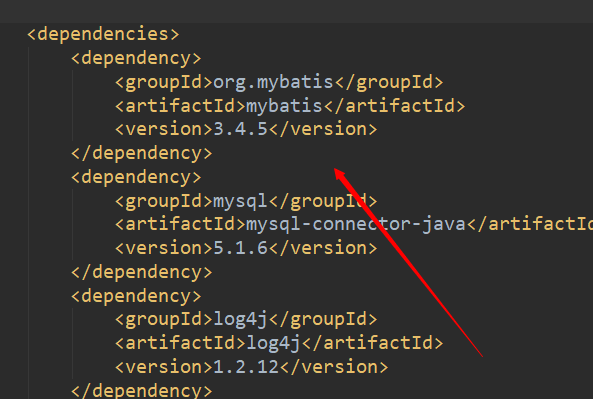 <dependencies>
<dependency>
<groupId>org.mybatis</groupId>
<artifactId>mybatis</artifactId>
<version>3.4.5</version>
</dependency>
<dependency>
<groupId>mysql</groupId>
<artifactId>mysql-connector-java</artifactId
<version>5.1.6</version>
</dependency>
<dependency>
<groupId>log4j</groupId>
<artifactId>log4j</artifactId>
<version>1.2.12</version>
</dependency>